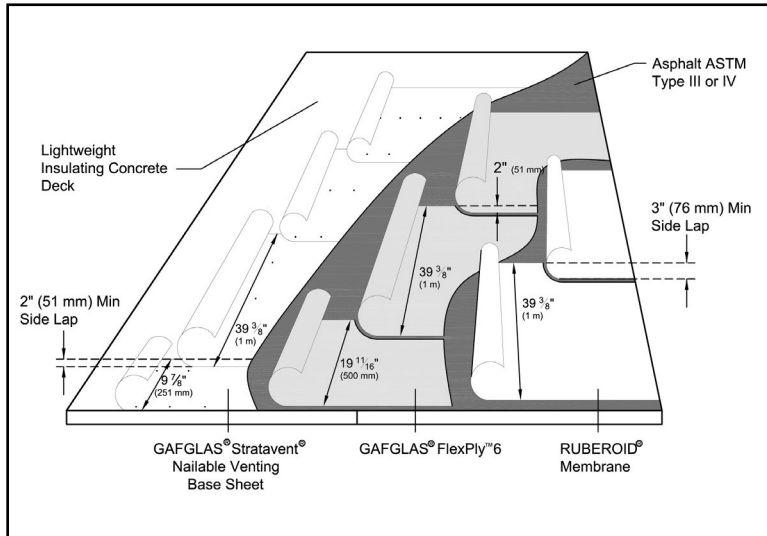 Asphalt ASTM
Type III or IV
Lightweight
Insulating Concrete
Deck
2" (51 mm)
3" (76 mm) Min
Side Lap
39 3/8"
(1 m)
39 3/8"
(1 m)
2" (51 mm) Min
Side Lap
39 3/8"
(1 m)
19 11/16"
(500 mm)
9 7/8"
(251 mm)
GAFGLAS® Stratavent®
Nailable Venting
Base Sheet
GAFGLAS® FlexPly™6
RUBEROID®
Membrane